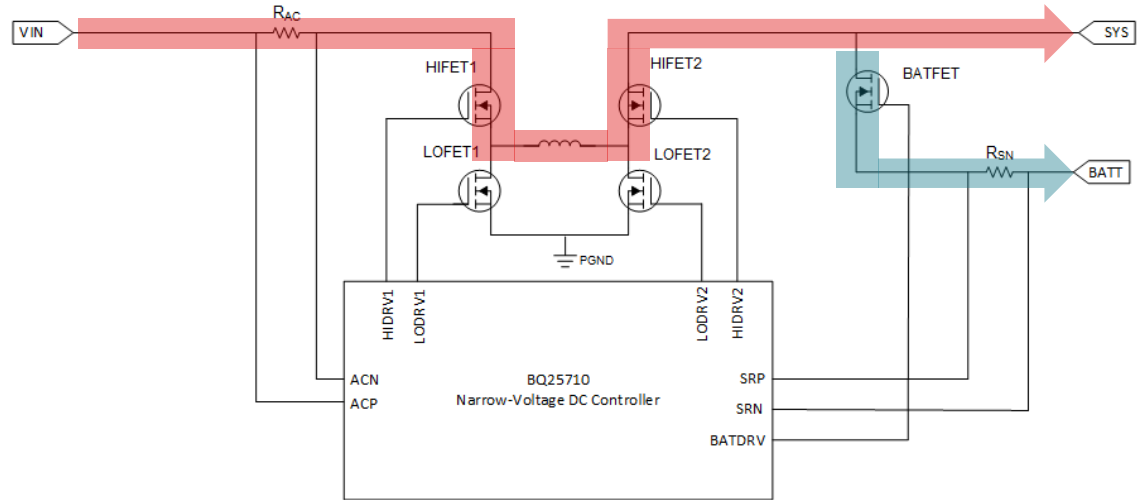 VIN
RAC
SYS
HIFET1
HIFET2
BATFET
LOFET1
LOFET2
RSN
BATT
PGND
HIDRV1
LODRV1
LODRV2
HIDRV2
ACN
ACP
BQ25710
Narrow-Voltage DC Controller
SRP
SRN
BATDRV